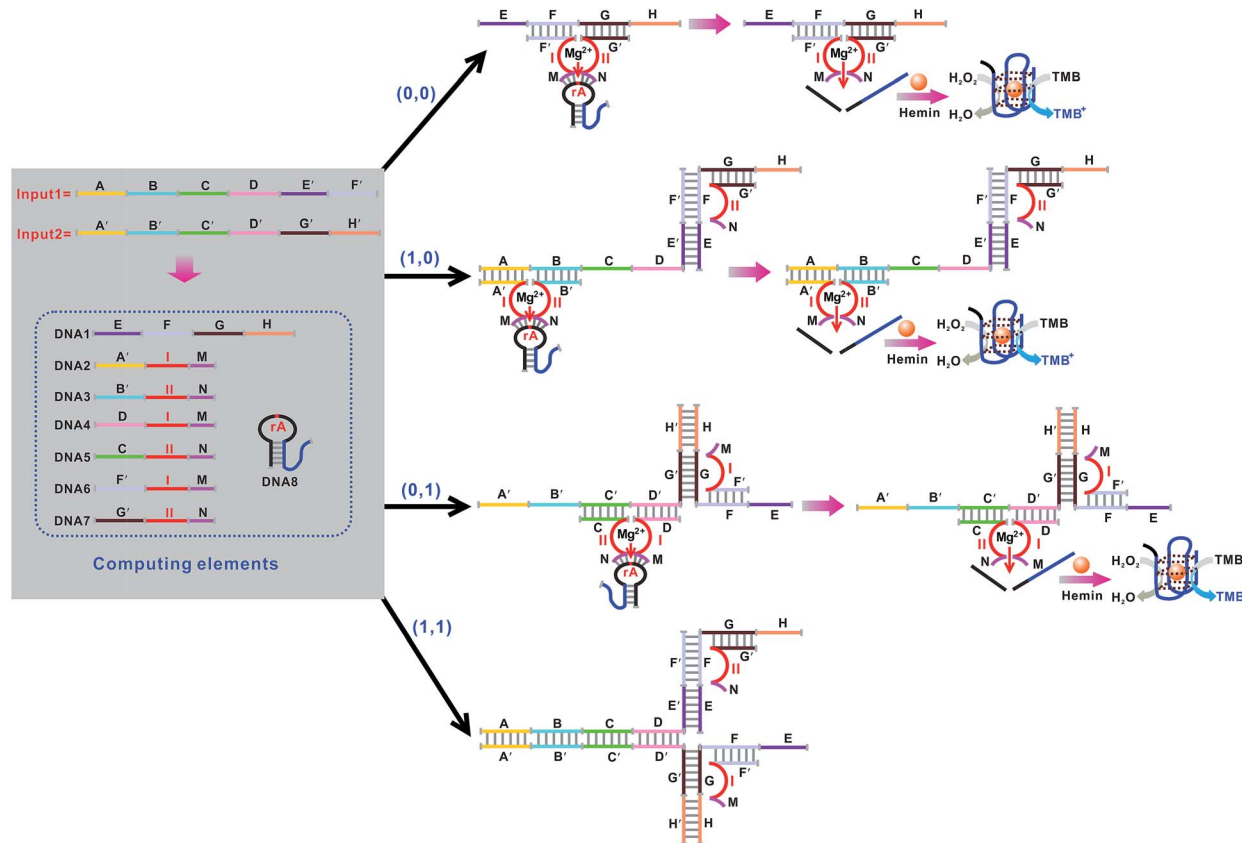 E F G H
F′ G′
I Mg²⁺ II
M N
rA
E F G H
F′ G′
I Mg²⁺ II
M N
H₂O₂ TMB
Hemin
H₂O TMB⁺
(0,0)
A B C D E′ F′
Input1=
A′ B′ C′ D′ G′ H′
Input2=
E F G H
DNA1
A′ I M
DNA2
B′ II N
DNA3
D I M
DNA4
C II N
DNA5
F′ I M
DNA6
G′ II N
DNA7
rA
DNA8
Computing elements
(1,0)
G H
F′ F G′
II
N
E′ E
A B C D
A′ B′
I Mg²⁺ II
M N
rA
G H
F′ F G′
II
N
E′ E
A B C D
A′ B′
I Mg²⁺ II
M N
H₂O₂ TMB
Hemin
H₂O TMB⁺
(0,1)
H′ H
M
G′ G I
F′
A′ B′ C′ D′ F E
C D
II Mg²⁺ I
N M
rA
H′ H
M
G′ G I
F′
A′ B′ C′ D′ F E
C D
II Mg²⁺ I
N M
H₂O₂ TMB
Hemin
H₂O TMB⁺
(1,1)
G H
F′ F G′
II
N
E′ E
A B C D
F E
A′ B′ C′ D′
F′
G′ G I
M
H
H